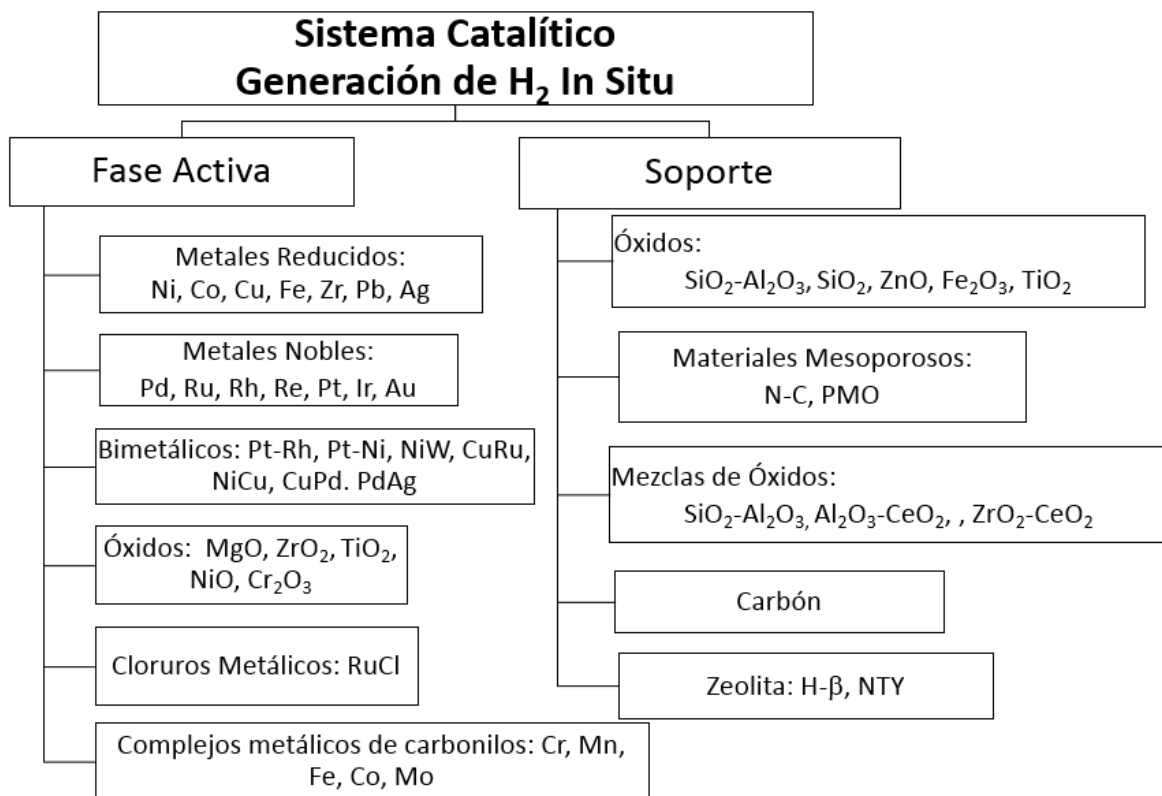 Sistema Catalítico
Generación de H₂ In Situ
Fase Activa
Metales Reducidos:
Ni, Co, Cu, Fe, Zr, Pb, Ag
Metales Nobles:
Pd, Ru, Rh, Re, Pt, Ir, Au
Bimetálicos: Pt-Rh, Pt-Ni, NiW, CuRu,
NiCu, CuPd. PdAg
Óxidos: MgO, ZrO₂, TiO₂,
NiO, Cr₂O₃
Cloruros Metálicos: RuCl
Complejos metálicos de carbonilos: Cr, Mn,
Fe, Co, Mo
Soporte
Óxidos:
SiO₂-Al₂O₃, SiO₂, ZnO, Fe₂O₃, TiO₂
Materiales Mesoporosos:
N-C, PMO
Mezclas de Óxidos:
SiO₂-Al₂O₃, Al₂O₃-CeO₂, , ZrO₂-CeO₂
Carbón
Zeolita: H-β, NTY